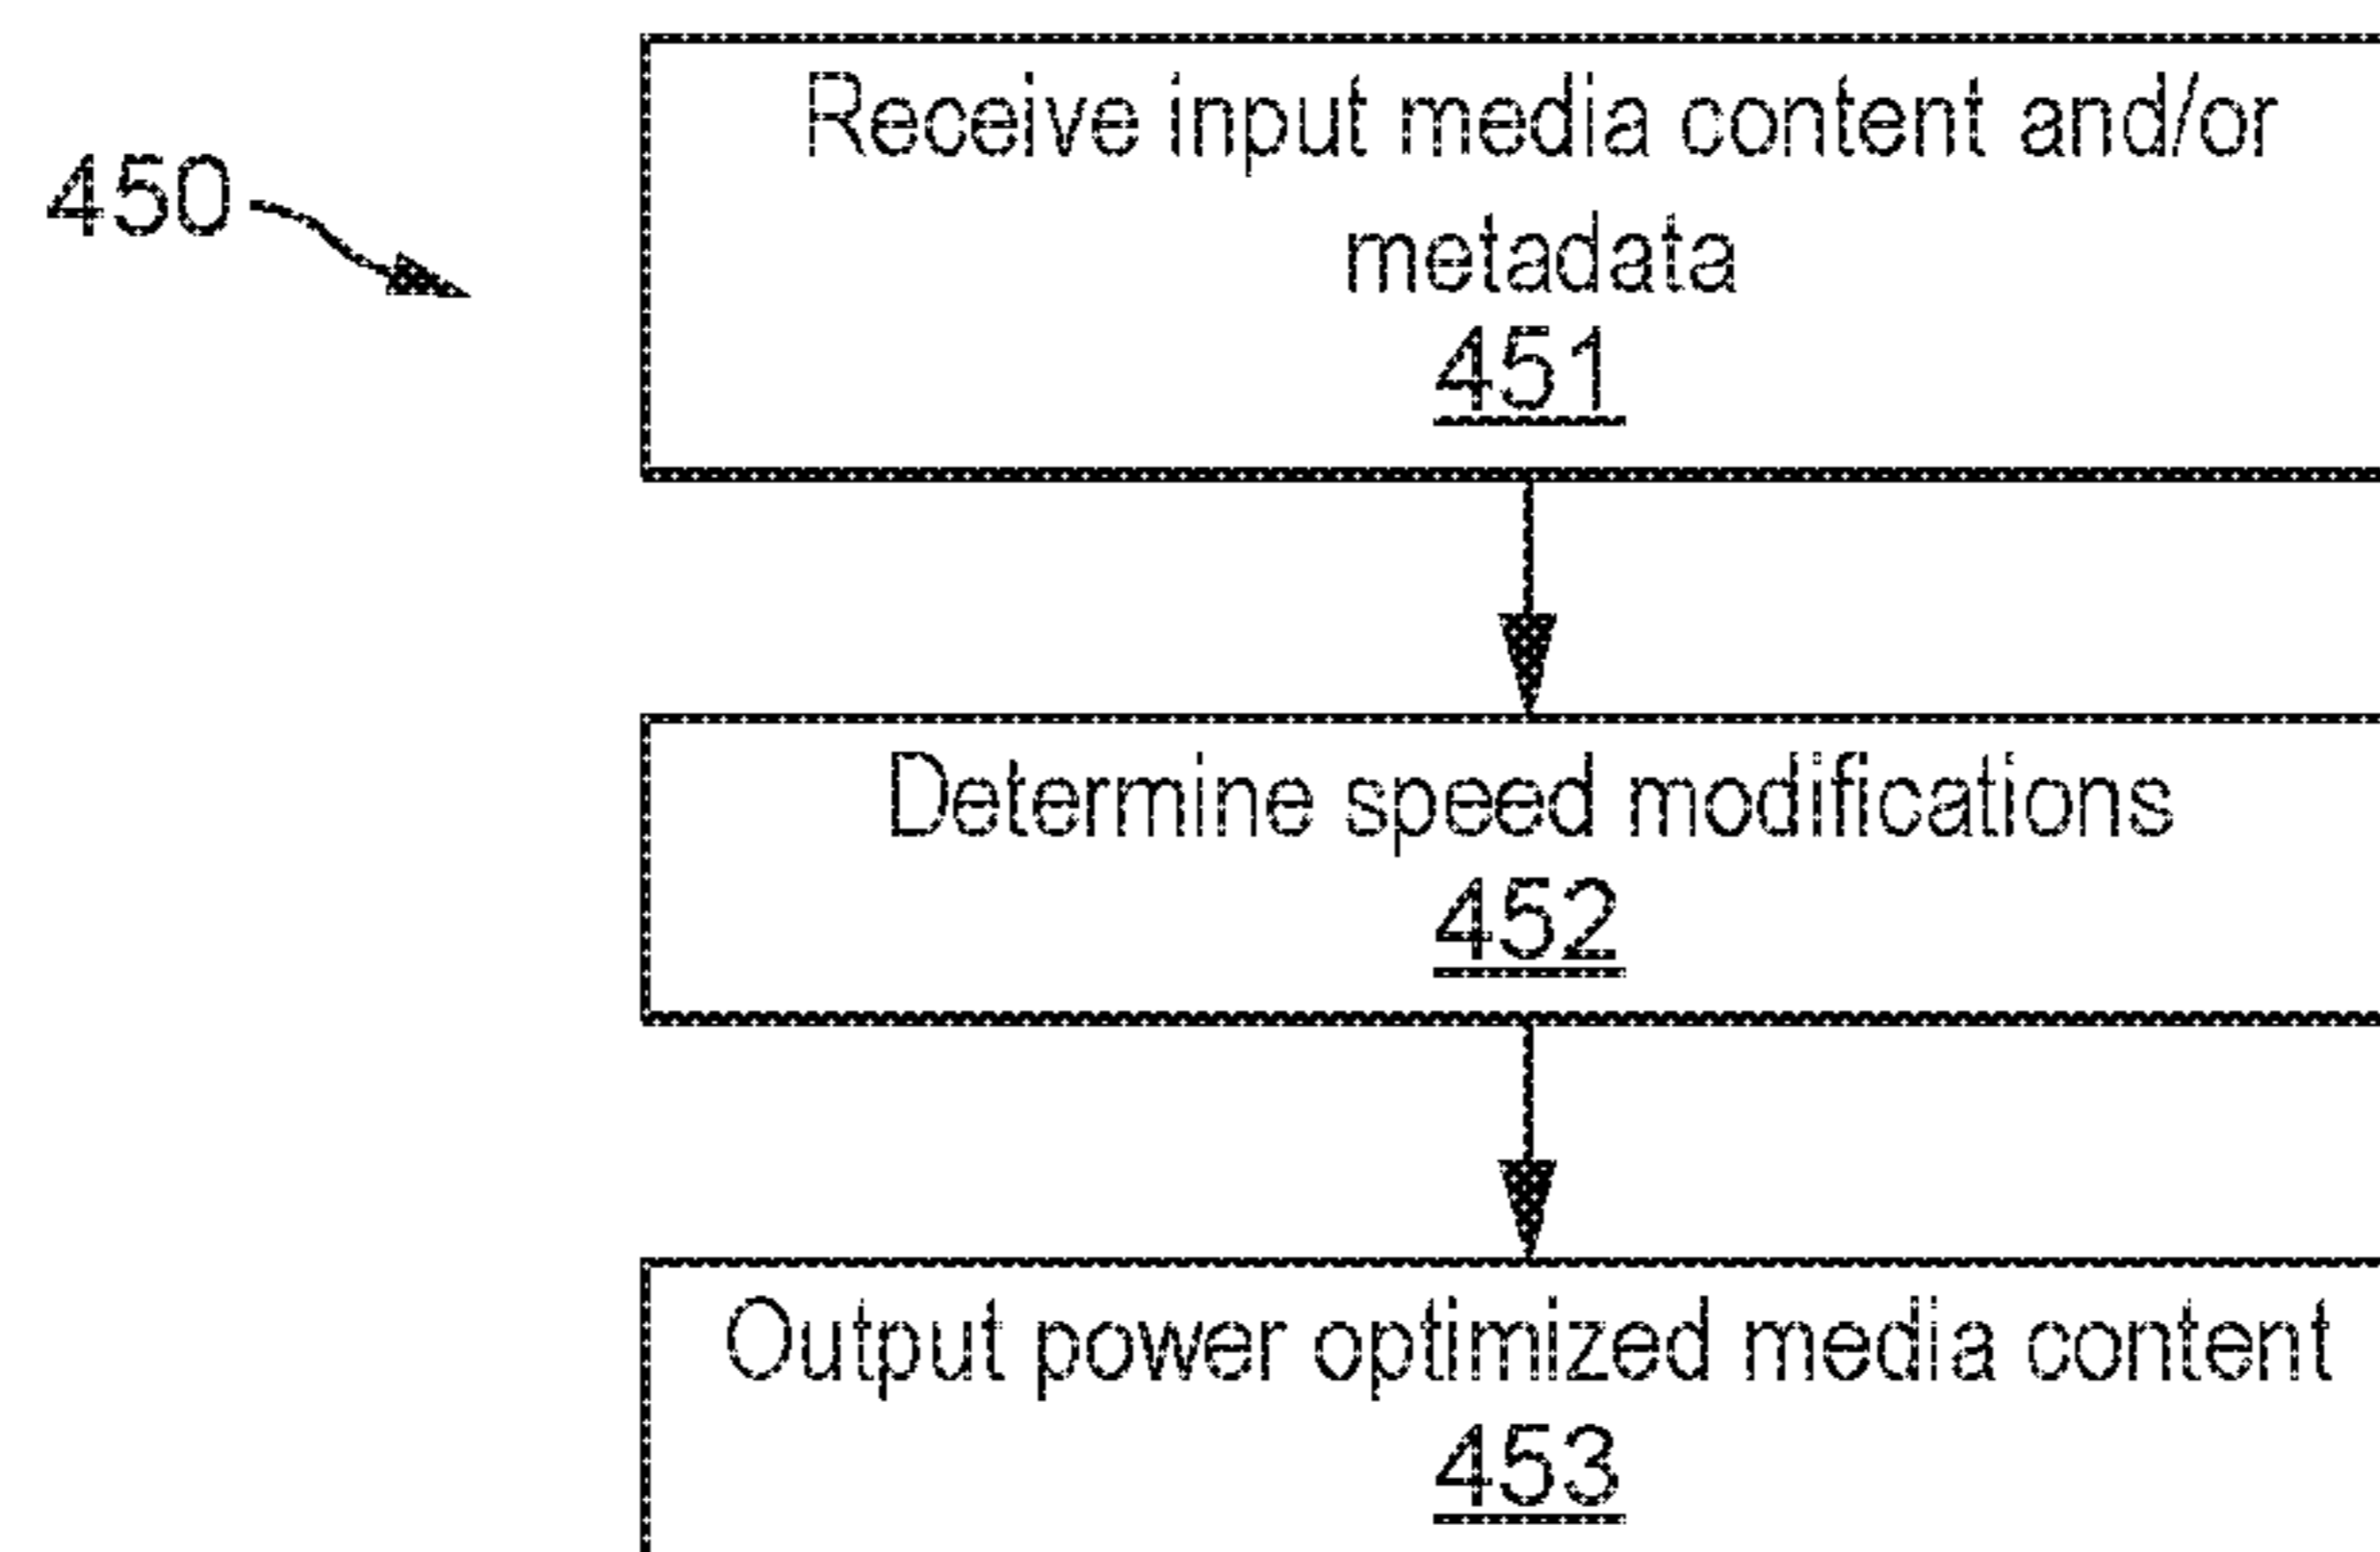 450
Receive input media content and/or
metadata
451
Determine speed modifications
452
Output power optimized media content
453